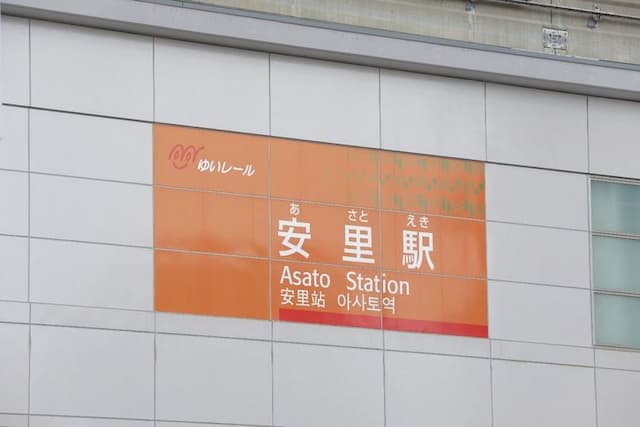 ゆいレール
あ さと えき
安里駅
Asato Station
安里站 아사토역